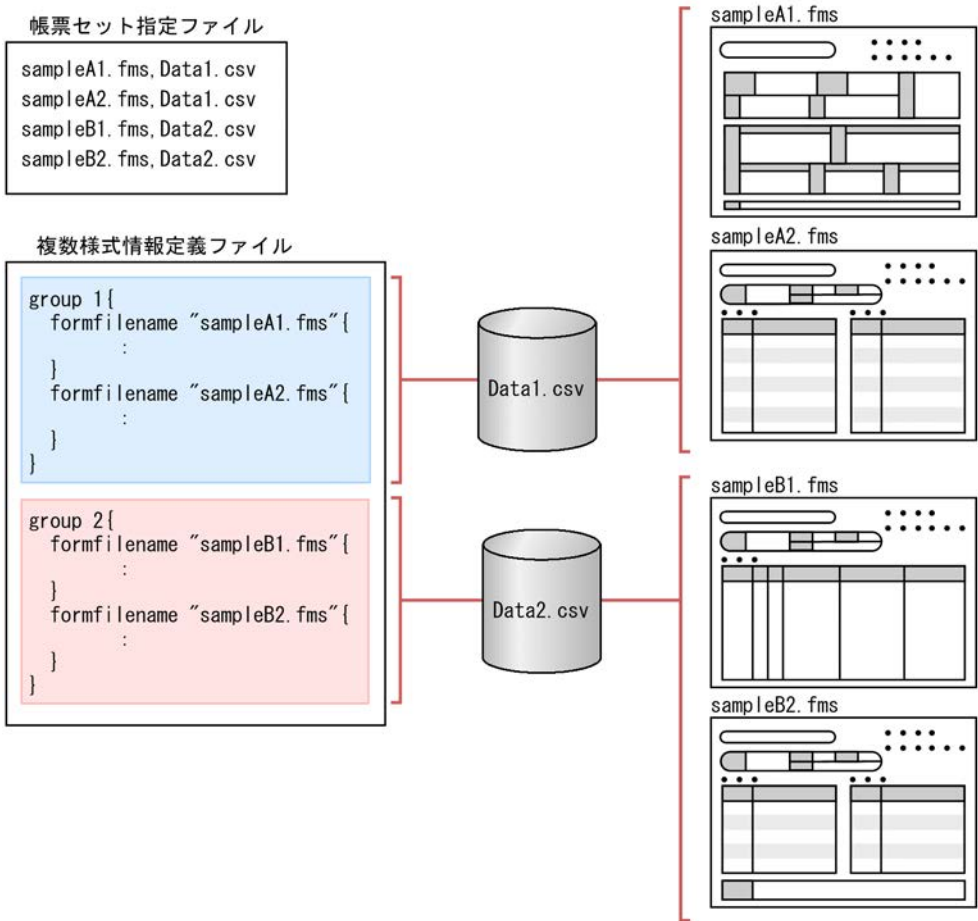 帳票セット指定ファイル
sampleA1.fms,Data1.csv
sampleA2.fms,Data1.csv
sampleB1.fms,Data2.csv
sampleB2.fms,Data2.csv
複数様式情報定義ファイル
group 1{
formfilename "sampleA1.fms"{
:
}
formfilename "sampleA2.fms"{
:
}
}
group 2{
formfilename "sampleB1.fms"{
:
}
formfilename "sampleB2.fms"{
:
}
}
Data1.csv
Data2.csv
sampleA1.fms
sampleA2.fms
sampleB1.fms
sampleB2.fms